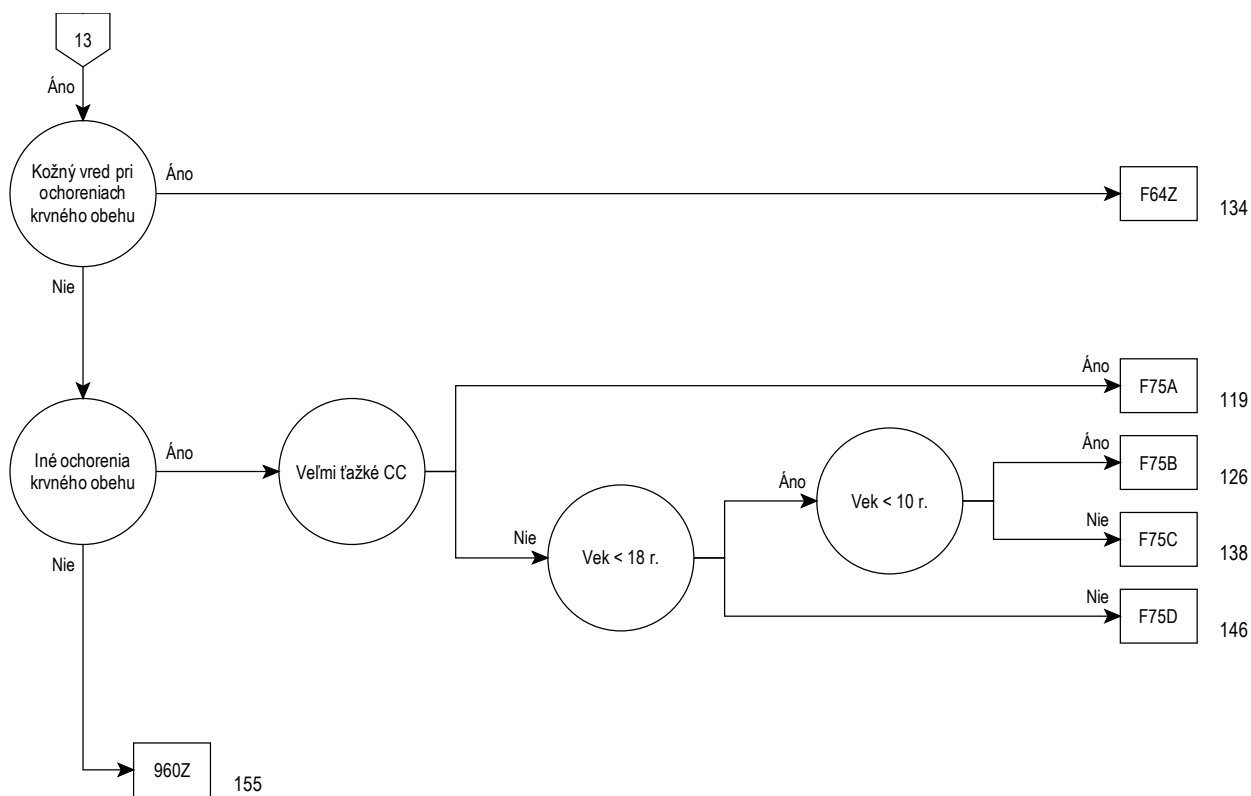 13
Áno
Kožný vred pri
ochoreniach
krvného obehu
Áno
F64Z
134
Nie
Iné ochorenia
krvného obehu
Áno
Veľmi ťažké CC
Áno
F75A
119
Nie
Vek < 18 r.
Áno
Vek < 10 r.
Áno
F75B
126
Nie
F75C
138
Nie
F75D
146
Nie
960Z
155